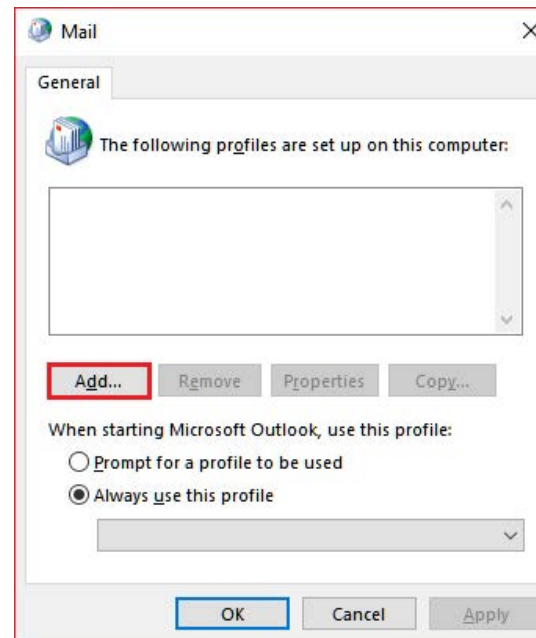 Mail
General
The following profiles are set up on this computer:
Add... Remove Properties Copy...
When starting Microsoft Outlook, use this profile:
Prompt for a profile to be used
Always use this profile
OK Cancel Apply